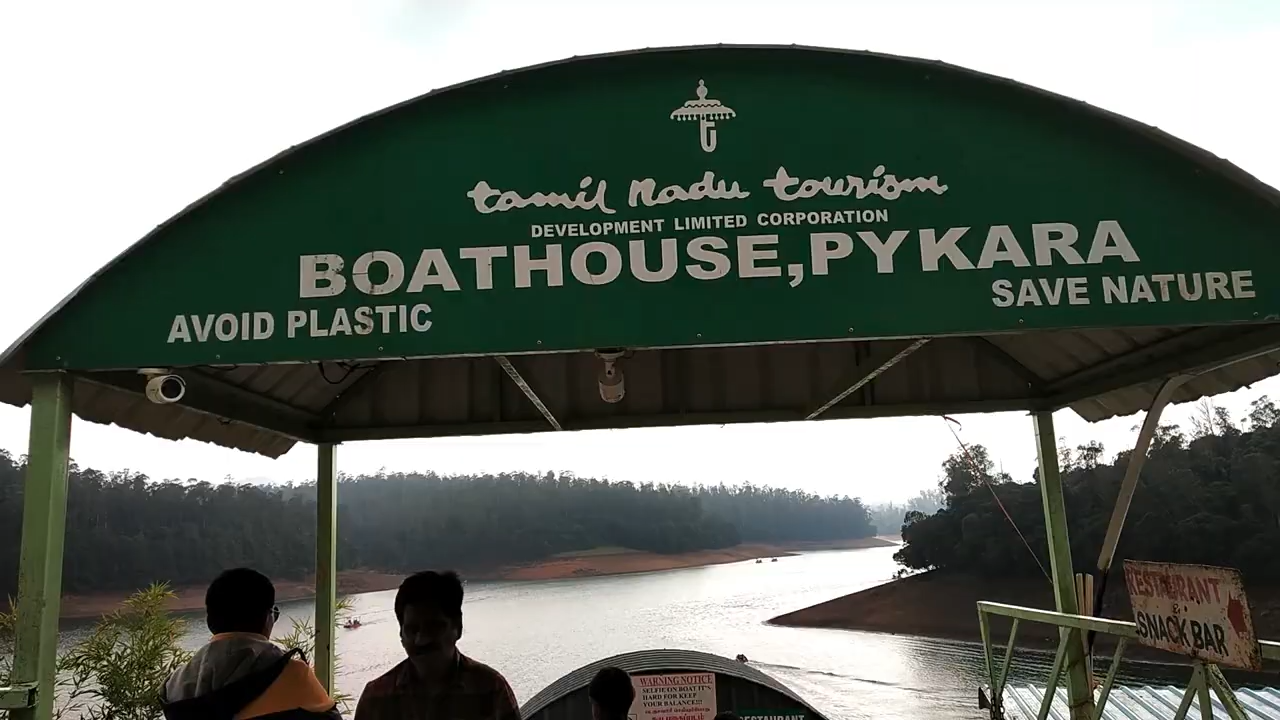 tamil nadu tourism
DEVELOPMENT LIMITED CORPORATION
BOATHOUSE,PYKARA
AVOID PLASTIC
SAVE NATURE
RESTAURANT
&
SNACK BAR
WARNING NOTICE
SELFIE ON BOAT IT'S
HARD FOR KEEP
YOUR BALANCE!!!
RESTAURANT